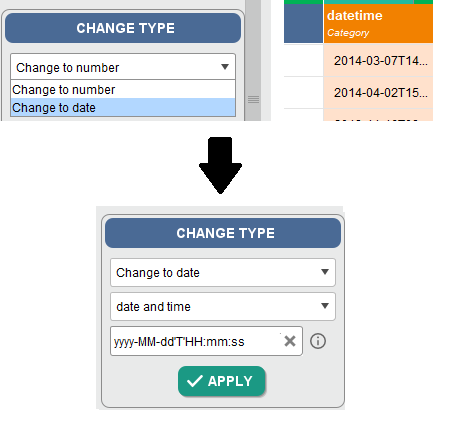 CHANGE TYPE
Change to number
Change to number
Change to date
datetime
Category
2014-03-07T14...
2014-04-02T15...
CHANGE TYPE
Change to date
date and time
yyyy-MM-dd'T'HH:mm:ss
APPLY